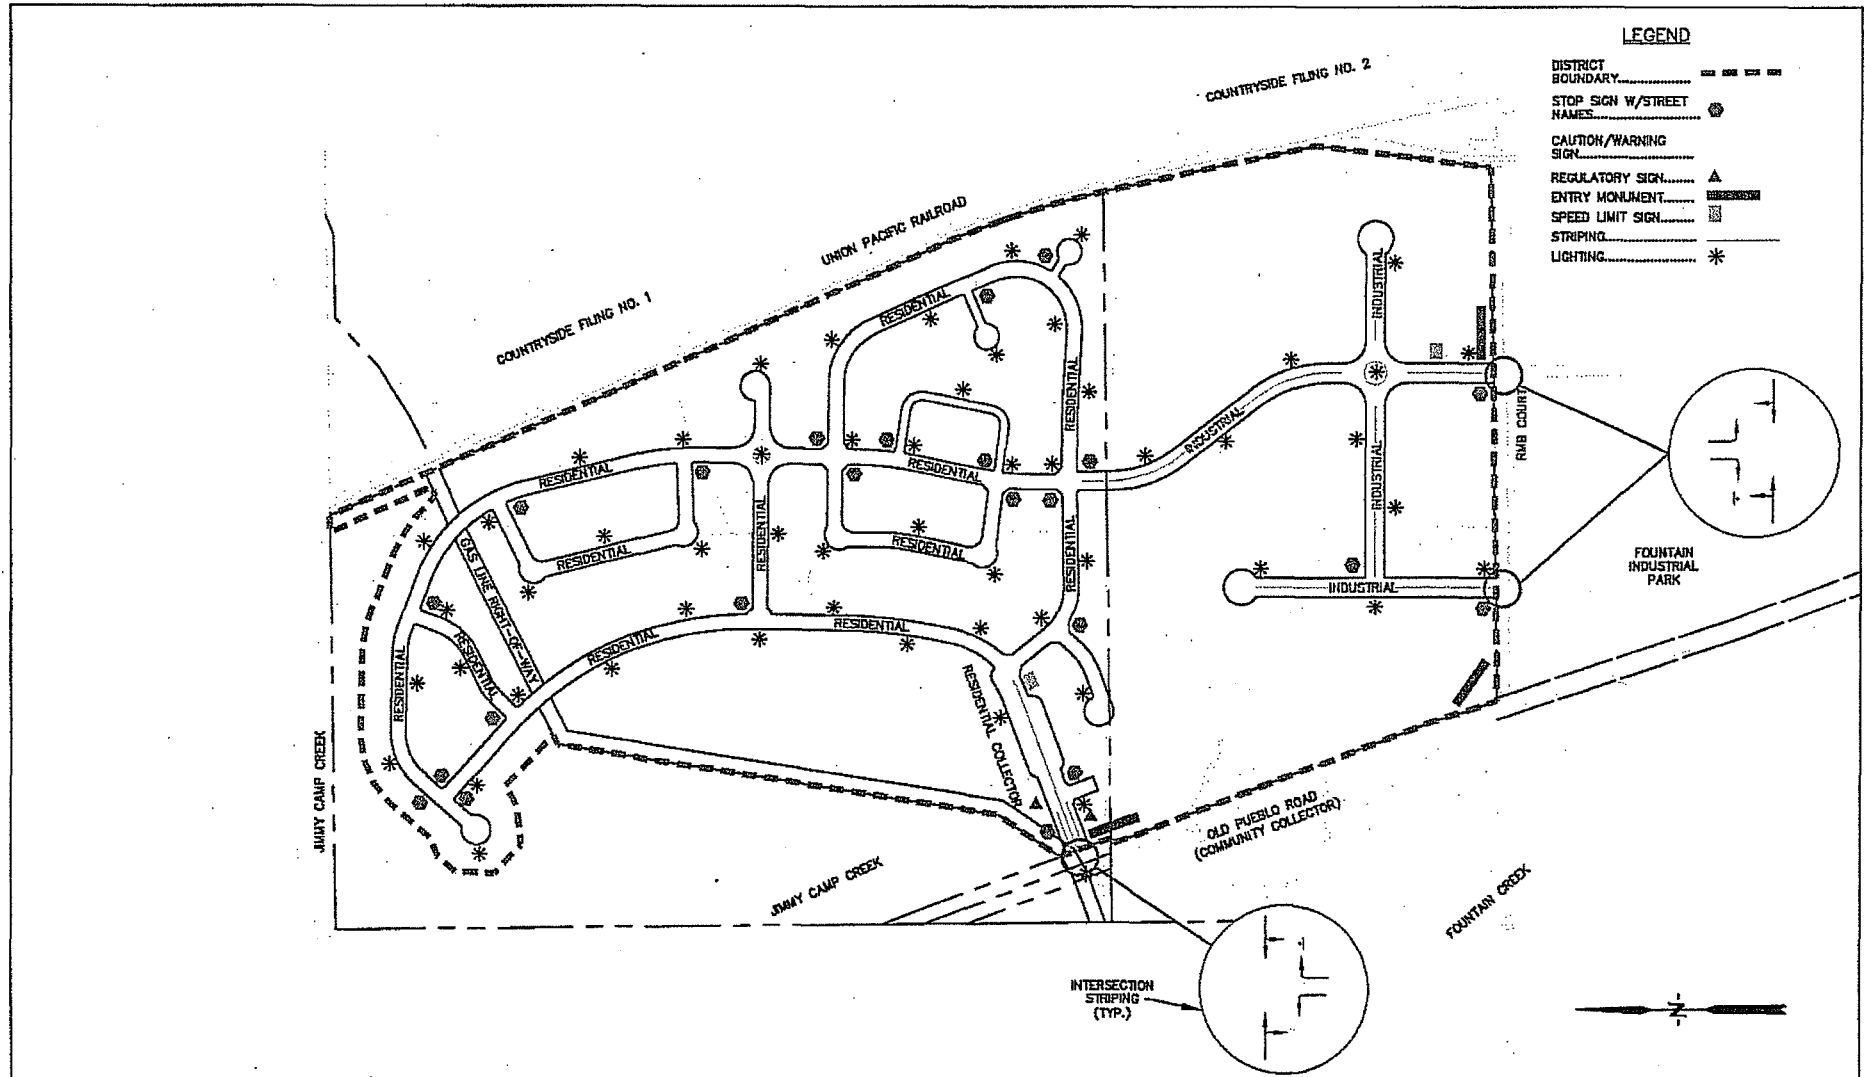 LEGEND
DISTRICT
BOUNDARY
STOP SIGN W/STREET
NAMES
CAUTION/WARNING
SIGN
REGULATORY SIGN
ENTRY MONUMENT
SPEED LIMIT SIGN
STRIPING
LIGHTING
COUNTRYSIDE FILING NO. 2
UNION PACIFIC RAILROAD
COUNTRYSIDE FILING NO. 1
RESIDENTIAL
INDUSTRIAL
RESIDENTIAL
INDUSTRIAL
RMB COURT
RESIDENTIAL
RESIDENTIAL
INDUSTRIAL
RESIDENTIAL
RESIDENTIAL
RESIDENTIAL
RESIDENTIAL
GAS LINE RIGHT-OF-WAY
FOUNTAIN
INDUSTRIAL
PARK
INDUSTRIAL
RESIDENTIAL
RESIDENTIAL
RESIDENTIAL
RESIDENTIAL
RESIDENTIAL COLLECTOR
JIMMY CAMP CREEK
OLD PUEBLO ROAD
(COMMUNITY COLLECTOR)
JIMMY CAMP CREEK
FOUNTAIN CREEK
INTERSECTION
STRIPING
(TYP.)
N